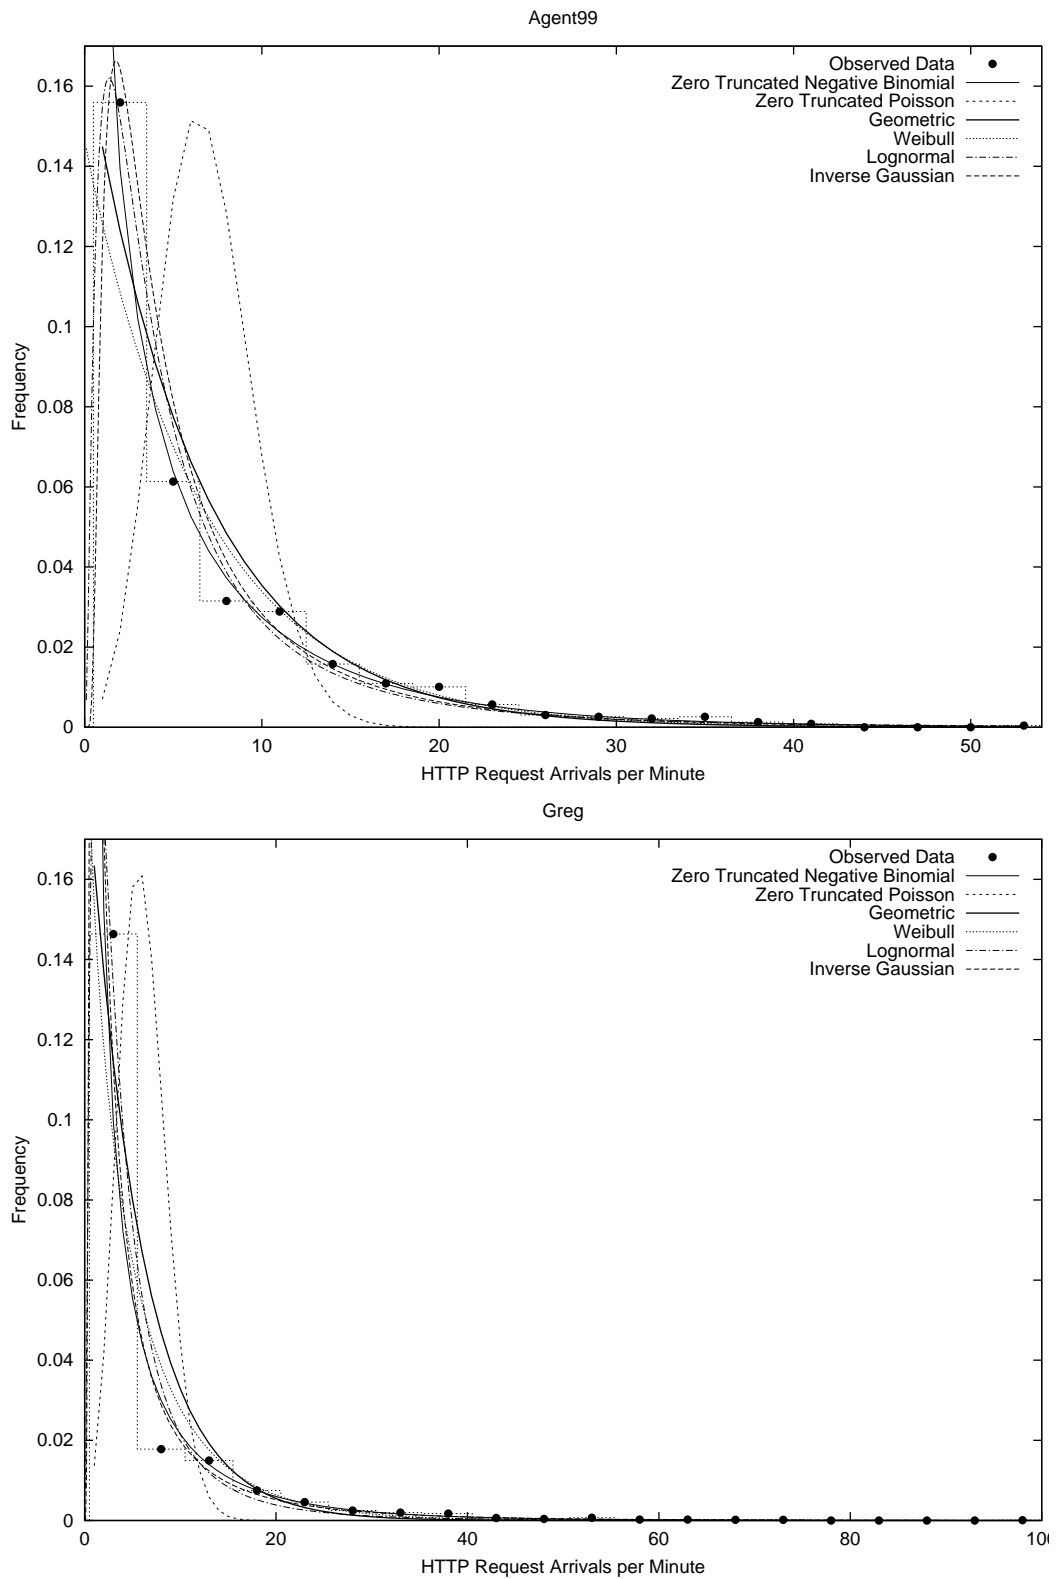 Agent99
0.16
0.14
0.12
0.1
0.08
0.06
0.04
0.02
0
Frequency
Observed Data
Zero Truncated Negative Binomial
Zero Truncated Poisson
Geometric
Weibull
Lognormal
Inverse Gaussian
0 10 20 30 40 50
HTTP Request Arrivals per Minute
Greg
0.16
0.14
0.12
0.1
0.08
0.06
0.04
0.02
0
Frequency
Observed Data
Zero Truncated Negative Binomial
Zero Truncated Poisson
Geometric
Weibull
Lognormal
Inverse Gaussian
0 20 40 60 80 100
HTTP Request Arrivals per Minute